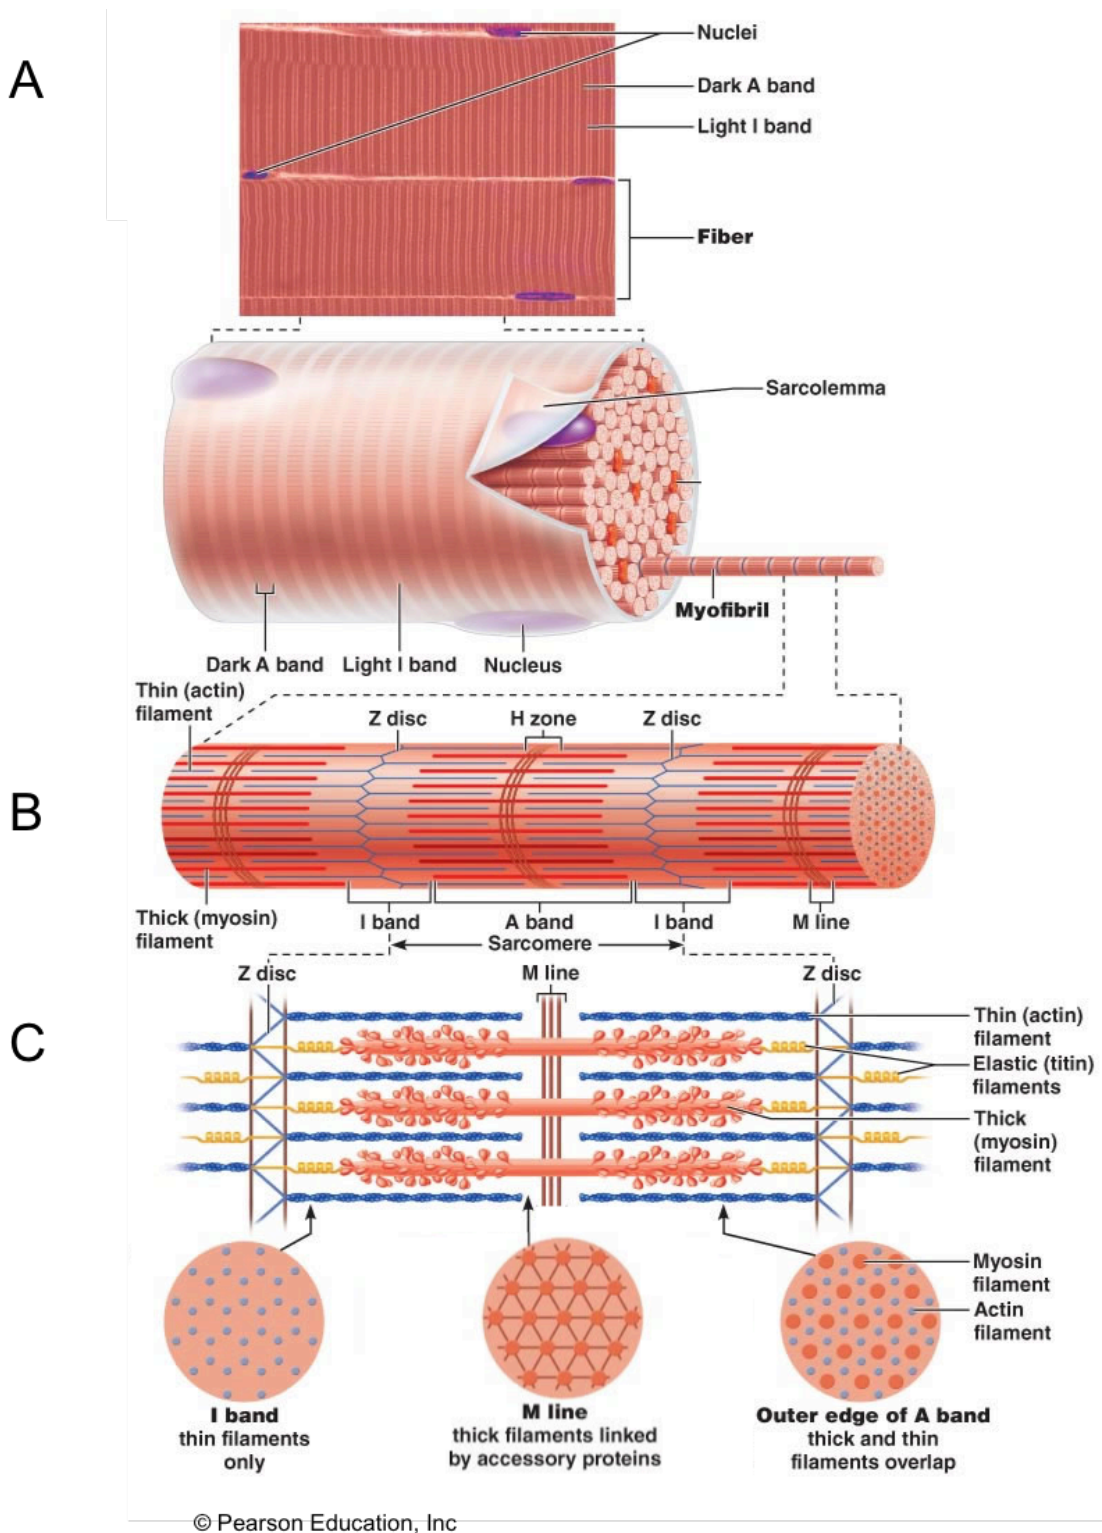 A
Nuclei
Dark A band
Light I band
Fiber
Sarcolemma
Myofibril
Dark A band
Light I band
Nucleus
Thin (actin)
filament
Z disc
H zone
Z disc
B
Thick (myosin)
filament
I band
A band
I band
M line
Sarcomere
Z disc
M line
Z disc
C
Thin (actin)
filament
Elastic (titin)
filaments
Thick
(myosin)
filament
Myosin
filament
Actin
filament
I band
thin filaments
only
M line
thick filaments linked
by accessory proteins
Outer edge of A band
thick and thin
filaments overlap
© Pearson Education, Inc